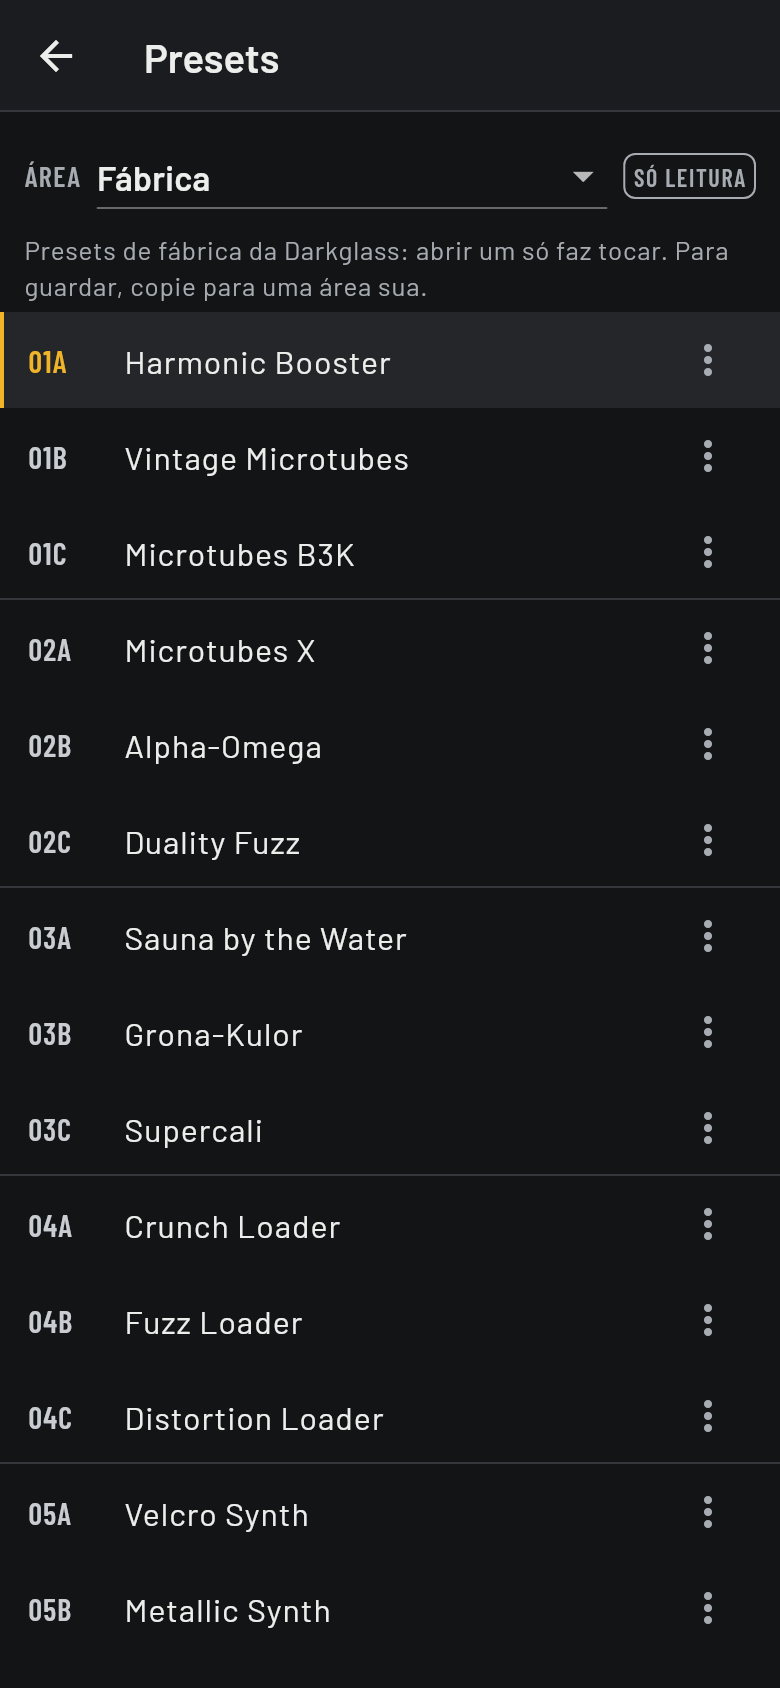 Presets
ÁREA Fábrica SÓ LEITURA
Presets de fábrica da Darkglass: abrir um só faz tocar. Para
guardar, copie para uma área sua.
01A Harmonic Booster
01B Vintage Microtubes
01C Microtubes B3K
02A Microtubes X
02B Alpha-Omega
02C Duality Fuzz
03A Sauna by the Water
03B Grona-Kulor
03C Supercali
04A Crunch Loader
04B Fuzz Loader
04C Distortion Loader
05A Velcro Synth
05B Metallic Synth